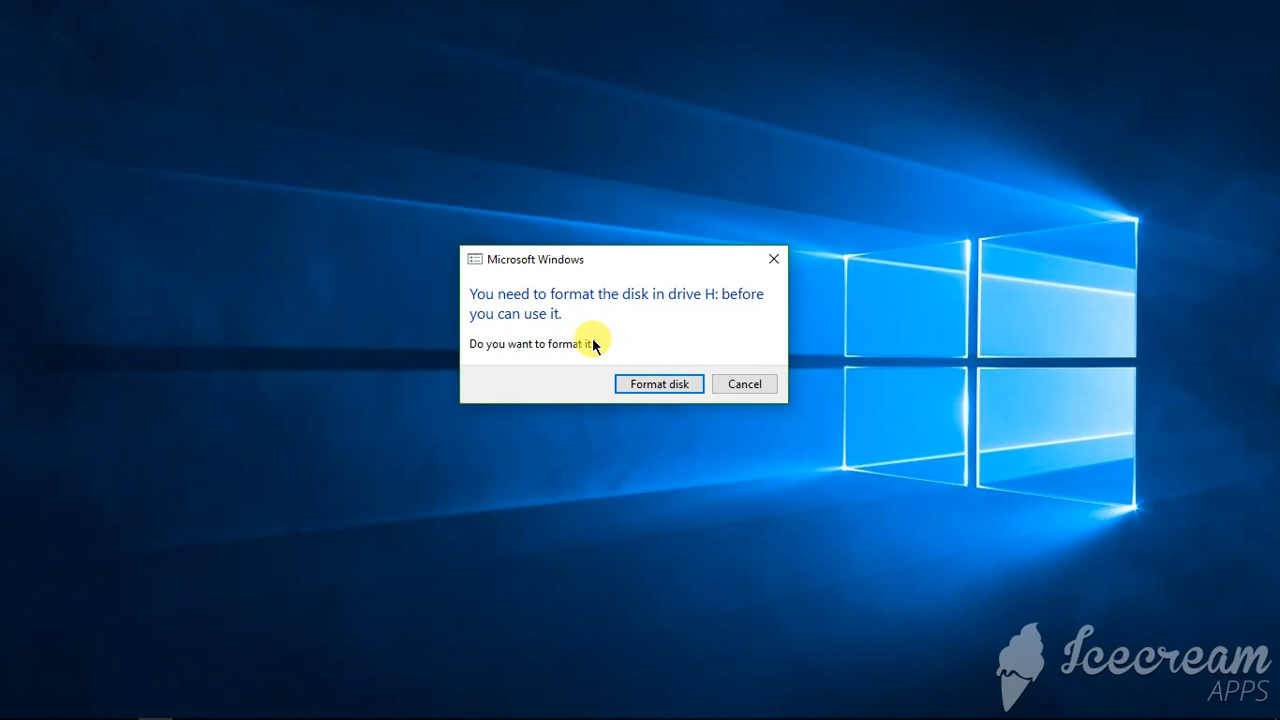 Microsoft Windows
You need to format the disk in drive H: before
you can use it.
Do you want to format it
Format disk
Cancel
Icecream
APPS